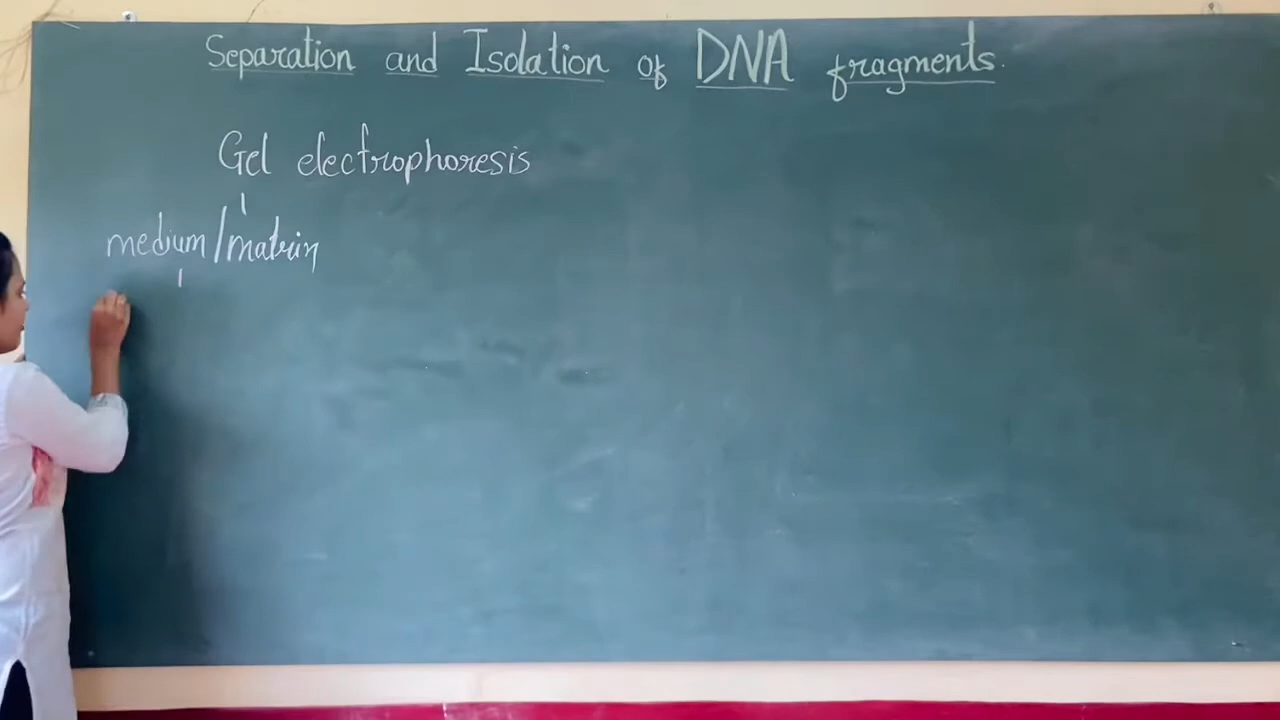 Separation and Isolation of DNA fragments.
Gel electrophoresis
medium/matrix